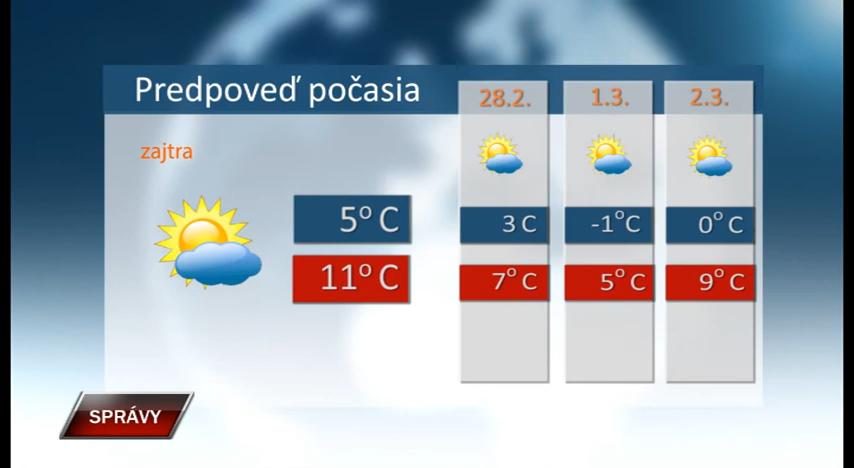 Predpoveď počasia
zajtra
5° C
11° C
28.2.
3 C
7° C
1.3.
-1°C
5° C
2.3.
0° C
9° C
SPRÁVY